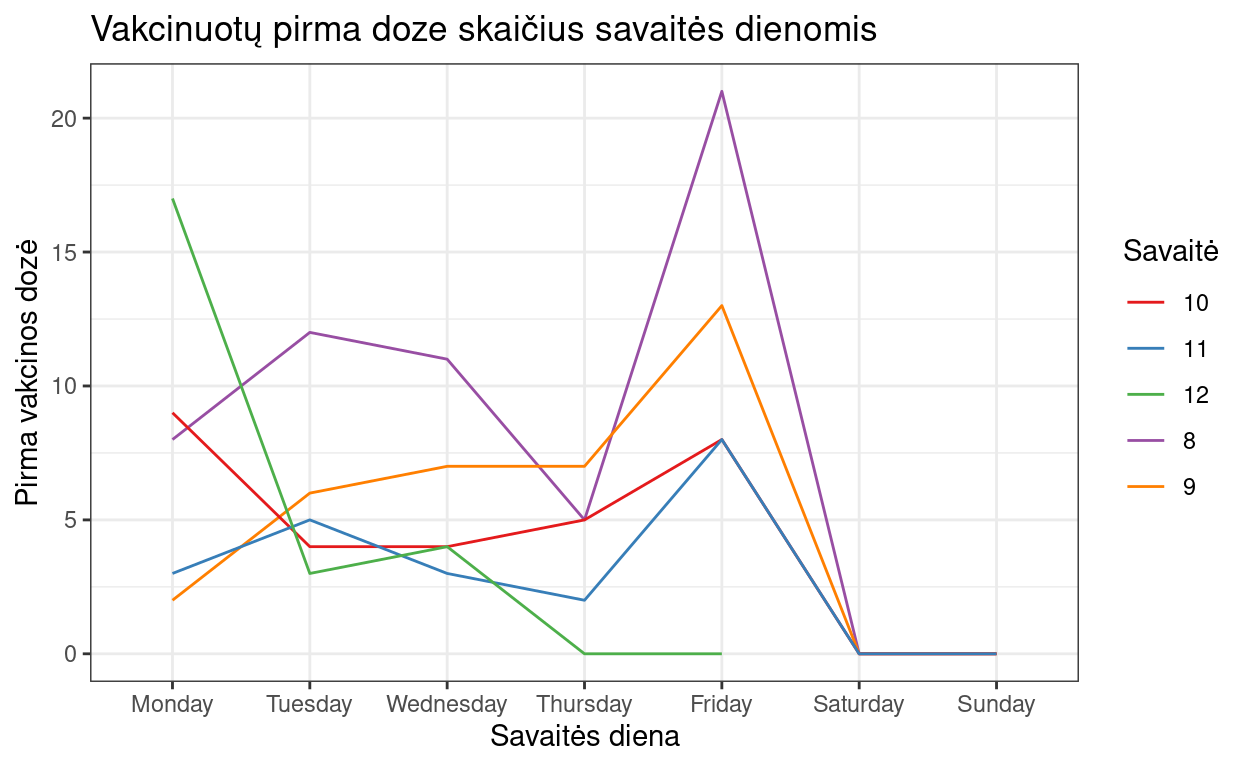 Vakcinuotų pirma doze skaičius savaitės dienomis
Pirma vakcinos dozė
20
15
10
5
0
Monday Tuesday Wednesday Thursday Friday Saturday Sunday
Savaitės diena
Savaitė
10
11
12
8
9